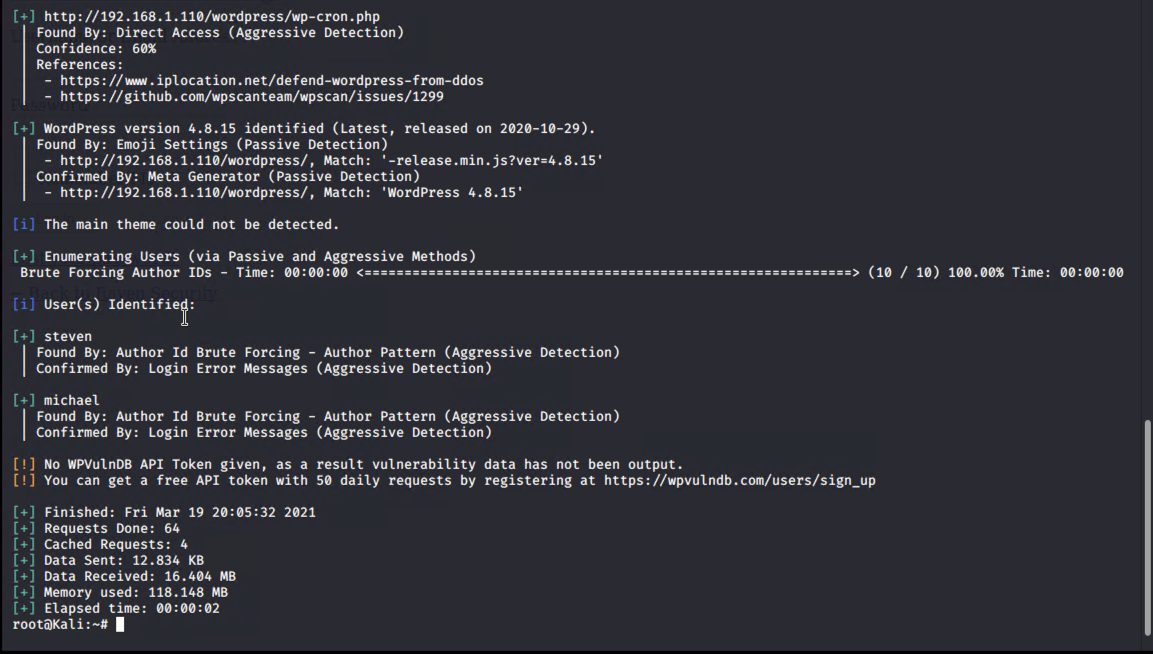 [+] http://192.168.1.110/wordpress/wp-cron.php
| Found By: Direct Access (Aggressive Detection)
| Confidence: 60%
| References:
|  - https://www.iplocation.net/defend-wordpress-from-ddos
|  - https://github.com/wpscanteam/wpscan/issues/1299
[+] WordPress version 4.8.15 identified (Latest, released on 2020-10-29).
| Found By: Emoji Settings (Passive Detection)
|  - http://192.168.1.110/wordpress/, Match: '-release.min.js?ver=4.8.15'
| Confirmed By: Meta Generator (Passive Detection)
|  - http://192.168.1.110/wordpress/, Match: 'WordPress 4.8.15'
[i] The main theme could not be detected.
[+] Enumerating Users (via Passive and Aggressive Methods)
Brute Forcing Author IDs - Time: 00:00:00 <=============================================================> (10 / 10) 100.00% Time: 00:00:00
← Back to Raven Security
[i] User(s) Identified:
[+] steven
| Found By: Author Id Brute Forcing - Author Pattern (Aggressive Detection)
| Confirmed By: Login Error Messages (Aggressive Detection)
[+] michael
| Found By: Author Id Brute Forcing - Author Pattern (Aggressive Detection)
| Confirmed By: Login Error Messages (Aggressive Detection)
[!] No WPVulnDB API Token given, as a result vulnerability data has not been output.
[!] You can get a free API token with 50 daily requests by registering at https://wpvulndb.com/users/sign_up
[+] Finished: Fri Mar 19 20:05:32 2021
[+] Requests Done: 64
[+] Cached Requests: 4
[+] Data Sent: 12.834 KB
[+] Data Received: 16.404 MB
[+] Memory used: 118.148 MB
[+] Elapsed time: 00:00:02
root@Kali:~#